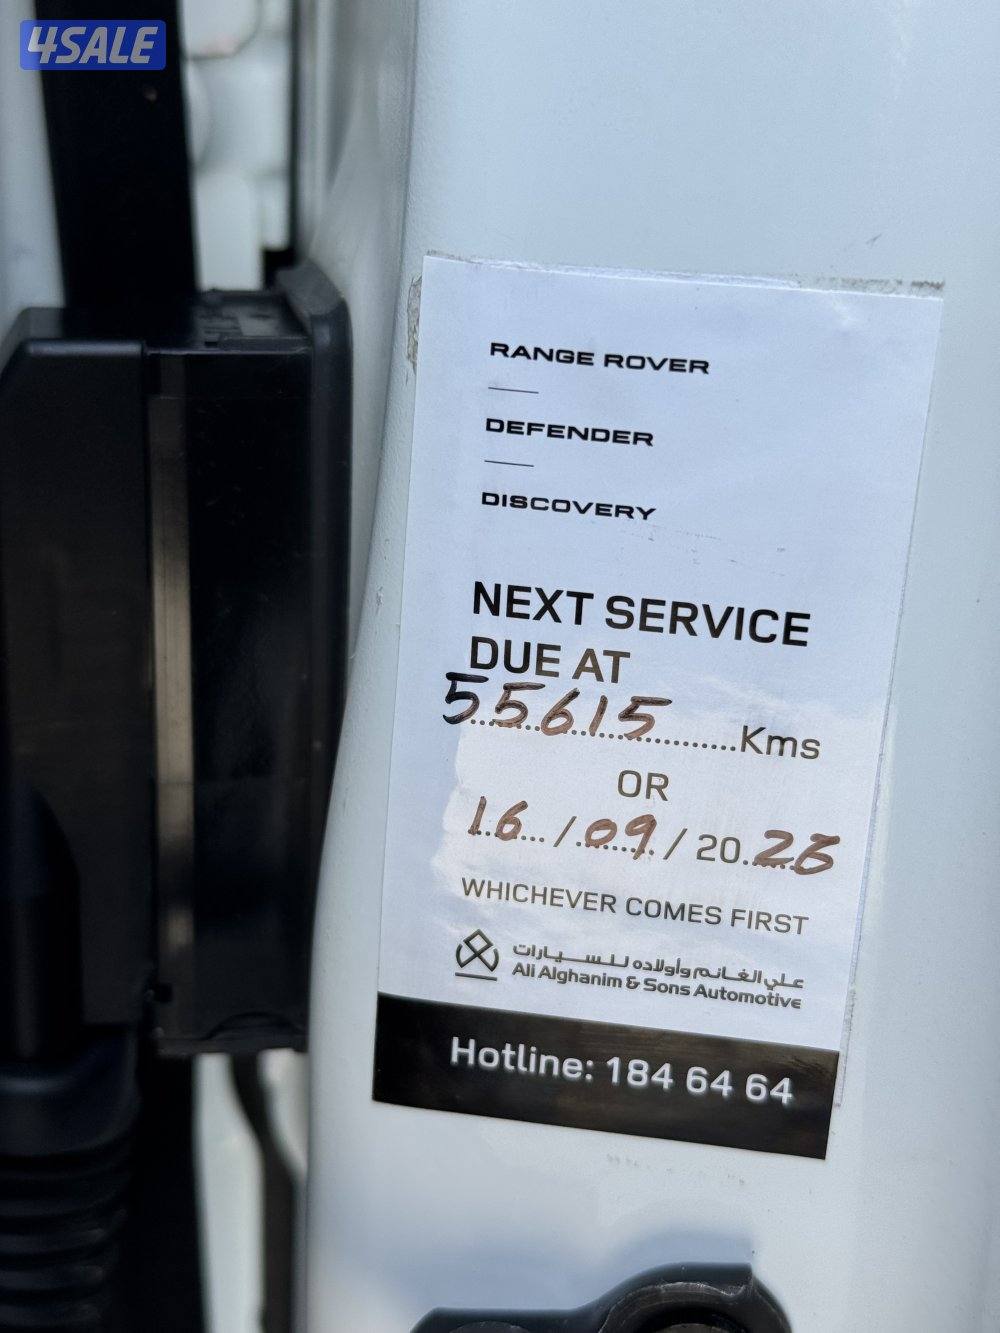 4SALE
RANGE ROVER
DEFENDER
DISCOVERY
NEXT SERVICE
DUE AT
55615 Kms
OR
16/09/2026
WHICHEVER COMES FIRST
علي الغانم وأولاده للسيارات
Ali Alghanim & Sons Automotive
Hotline: 184 64 64